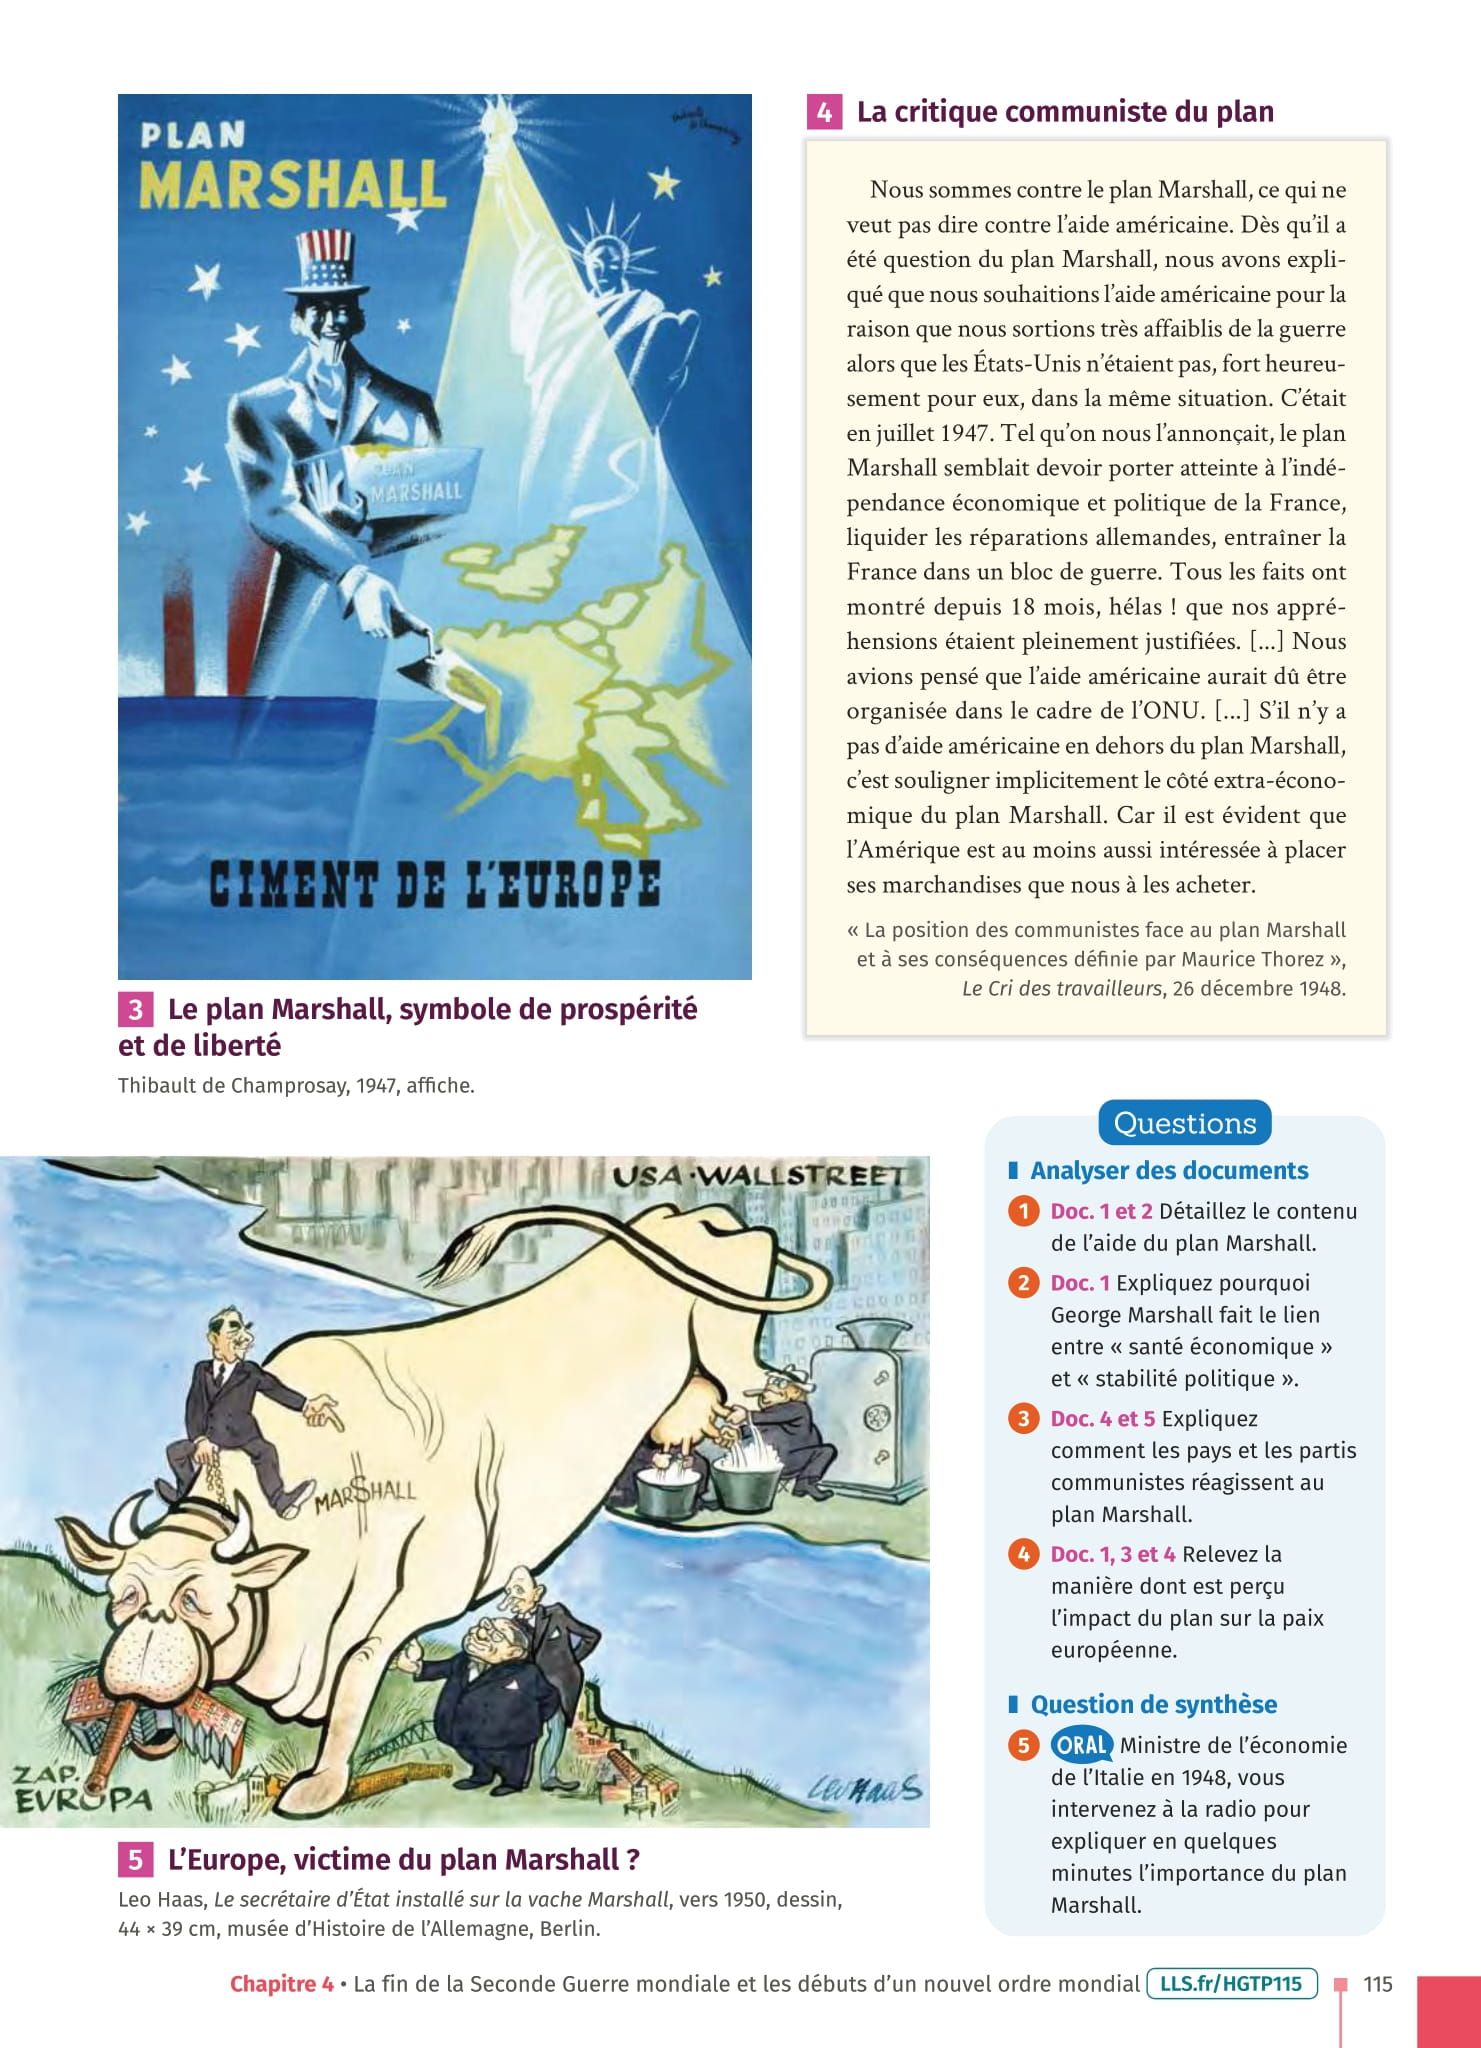 PLAN
MARSHALL
PLAN
MARSHALL
CIMENT DE L'EUROPE
3 Le plan Marshall, symbole de prospérité
et de liberté
Thibault de Champrosay, 1947, affiche.
4 La critique communiste du plan
Nous sommes contre le plan Marshall, ce qui ne
veut pas dire contre l'aide américaine. Dès qu'il a
été question du plan Marshall, nous avons expli-
qué que nous souhaitions l'aide américaine pour la
raison que nous sortions très affaiblis de la guerre
alors que les États-Unis n'étaient pas, fort heureu-
sement pour eux, dans la même situation. C'était
en juillet 1947. Tel qu'on nous l'annonçait, le plan
Marshall semblait devoir porter atteinte à l'indé-
pendance économique et politique de la France,
liquider les réparations allemandes, entraîner la
France dans un bloc de guerre. Tous les faits ont
montré depuis 18 mois, hélas ! que nos appré-
hensions étaient pleinement justifiées. [...] Nous
avions pensé que l'aide américaine aurait dû être
organisée dans le cadre de l'ONU. [...] S'il n'y a
pas d'aide américaine en dehors du plan Marshall,
c'est souligner implicitement le côté extra-écono-
mique du plan Marshall. Car il est évident que
l'Amérique est au moins aussi intéressée à placer
ses marchandises que nous à les acheter.
« La position des communistes face au plan Marshall
et à ses conséquences définie par Maurice Thorez »,
Le Cri des travailleurs, 26 décembre 1948.
USA·WALLSTREET
MAR$HALL
ZAP.
EVROPA
Leo Haas
5 L'Europe, victime du plan Marshall ?
Leo Haas, Le secrétaire d'État installé sur la vache Marshall, vers 1950, dessin,
44 × 39 cm, musée d'Histoire de l'Allemagne, Berlin.
Questions
Analyser des documents
1 Doc. 1 et 2 Détaillez le contenu
de l'aide du plan Marshall.
2 Doc. 1 Expliquez pourquoi
George Marshall fait le lien
entre « santé économique »
et « stabilité politique ».
3 Doc. 4 et 5 Expliquez
comment les pays et les partis
communistes réagissent au
plan Marshall.
4 Doc. 1, 3 et 4 Relevez la
manière dont est perçu
l'impact du plan sur la paix
européenne.
Question de synthèse
5 ORAL Ministre de l'économie
de l'Italie en 1948, vous
intervenez à la radio pour
expliquer en quelques
minutes l'importance du plan
Marshall.
Chapitre 4 • La fin de la Seconde Guerre mondiale et les débuts d'un nouvel ordre mondial LLS.fr/HGTP115 115